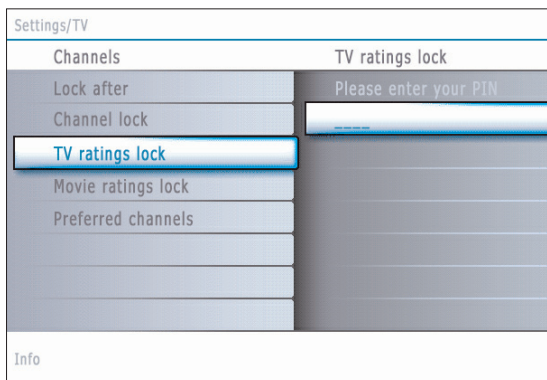 Settings/TV
Channels
TV ratings lock
Lock after
Please enter your PIN
Channel lock
____
TV ratings lock
Movie ratings lock
Preferred channels
Info